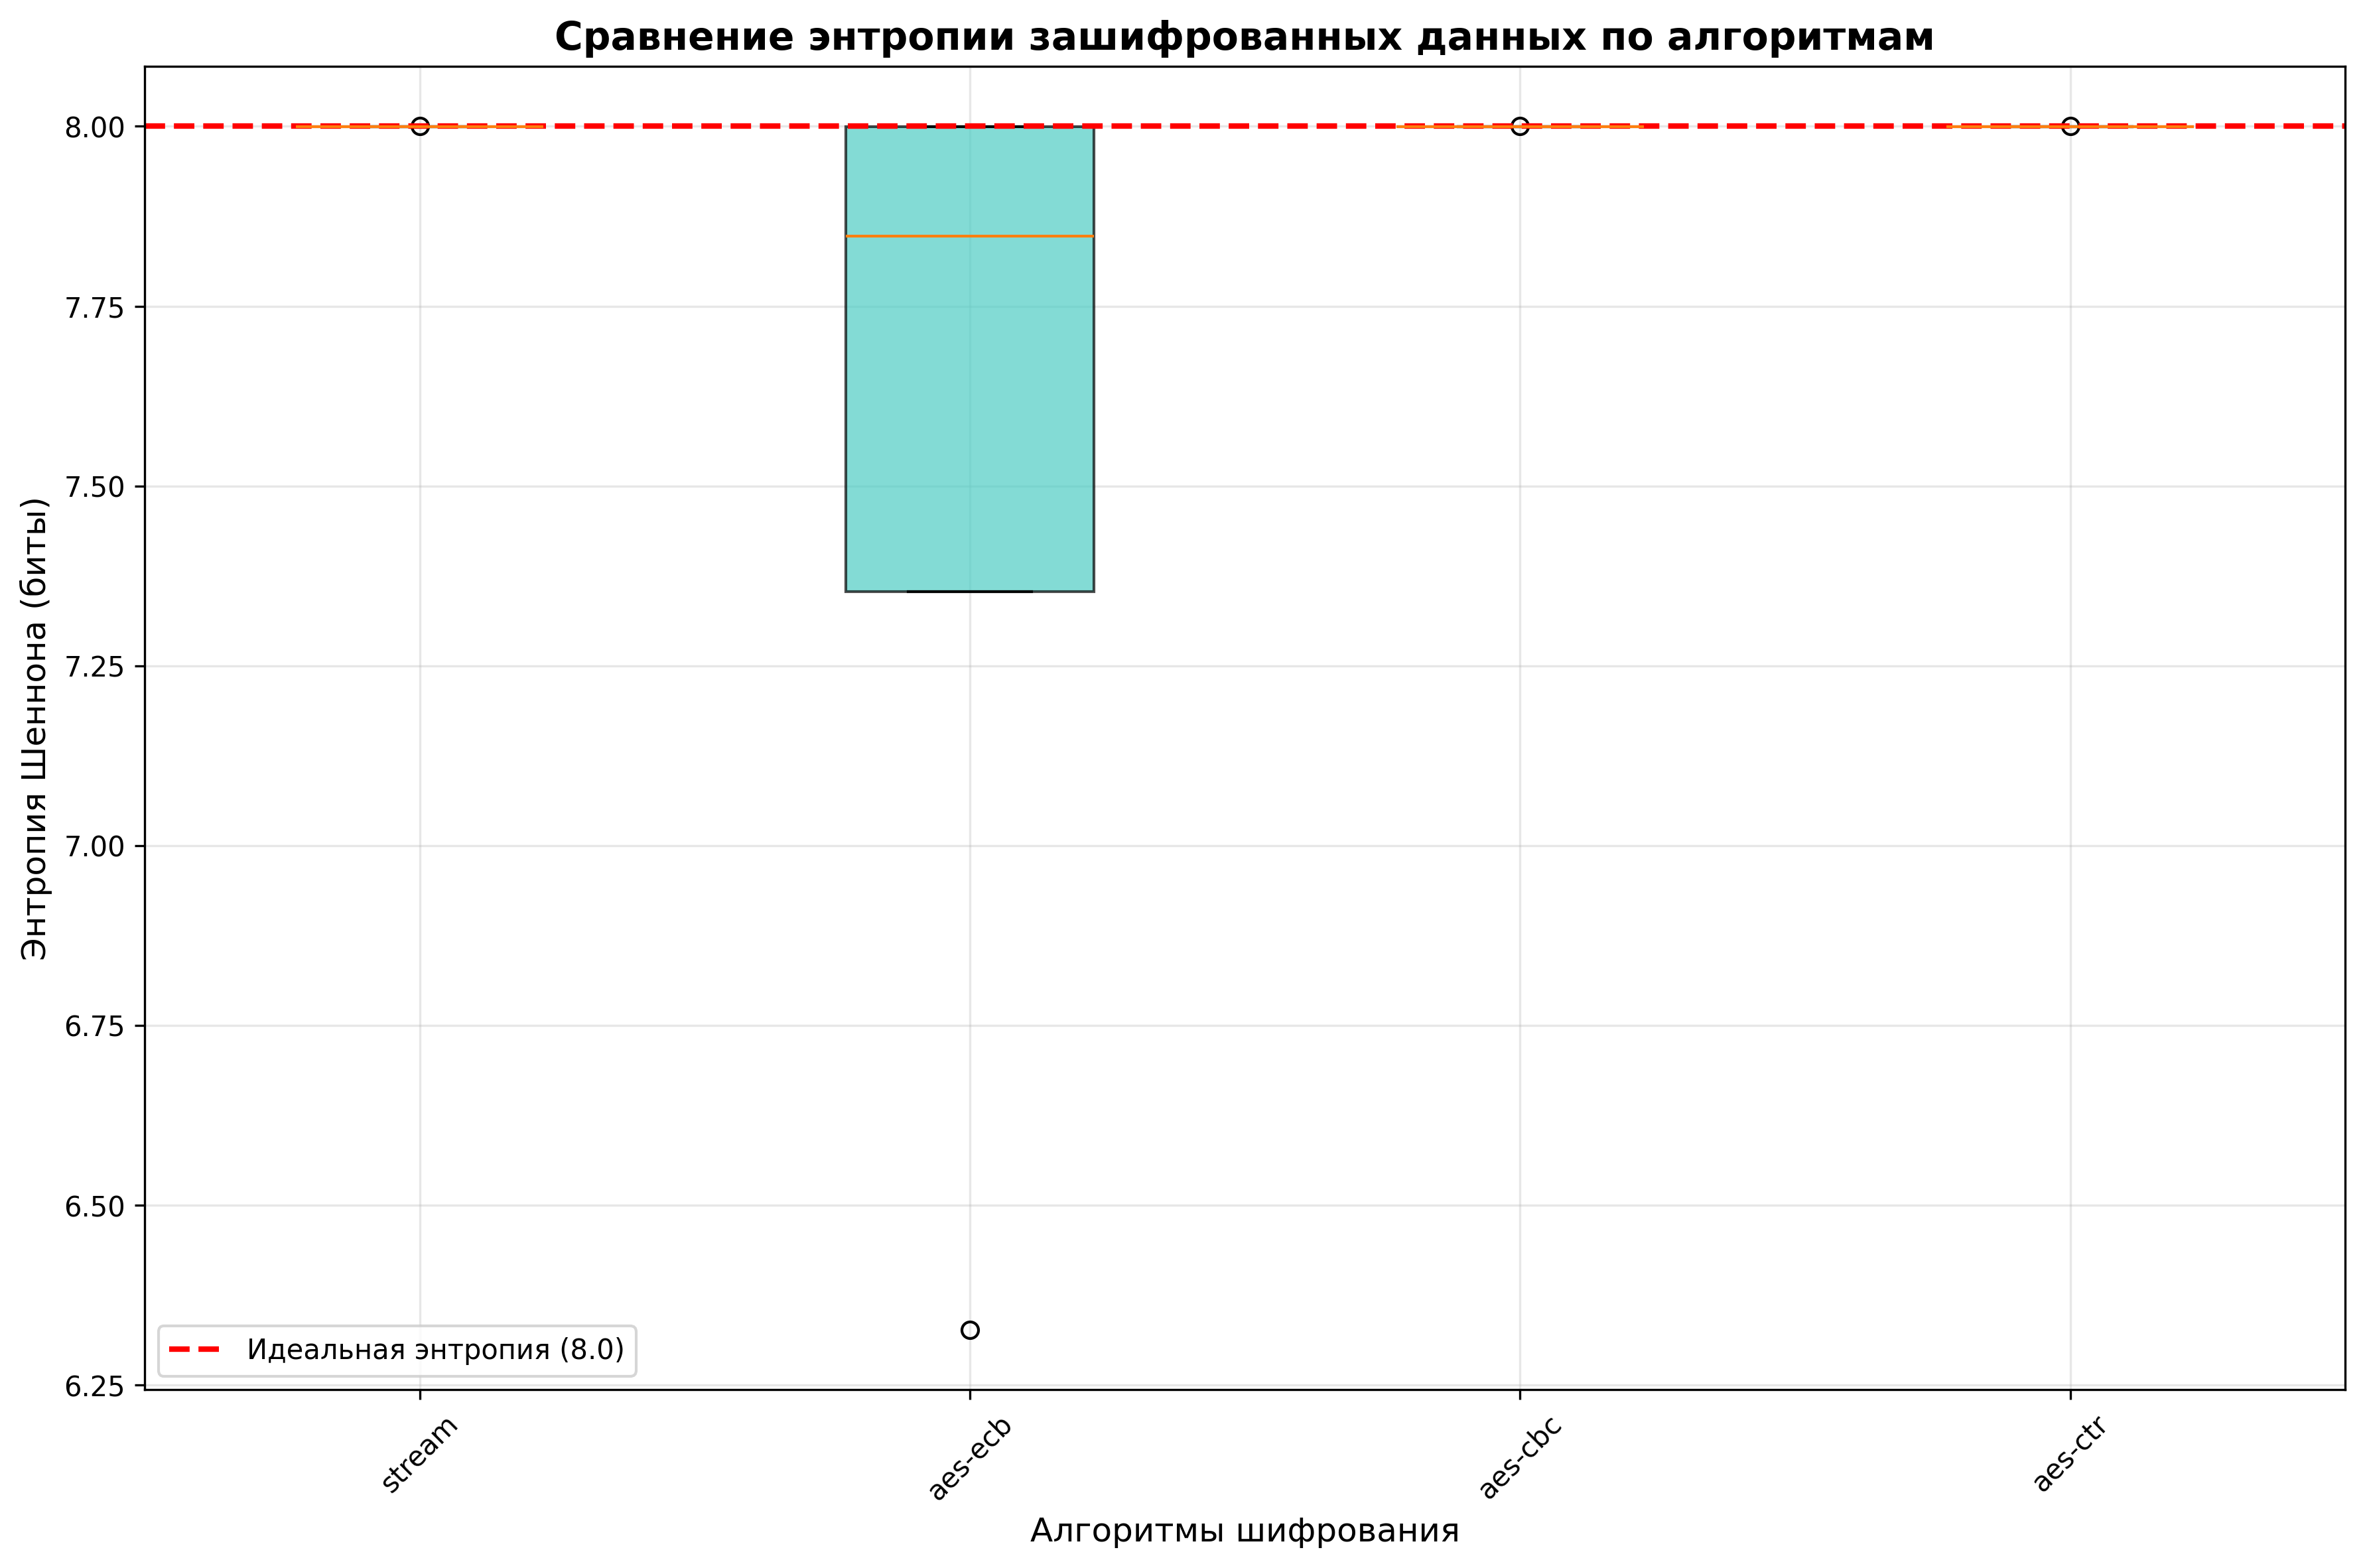 Сравнение энтропии зашифрованных данных по алгоритмам
Энтропия Шеннона (биты)
8.00
7.75
7.50
7.25
7.00
6.75
6.50
6.25
Идеальная энтропия (8.0)
stream
aes-ecb
aes-cbc
aes-ctr
Алгоритмы шифрования